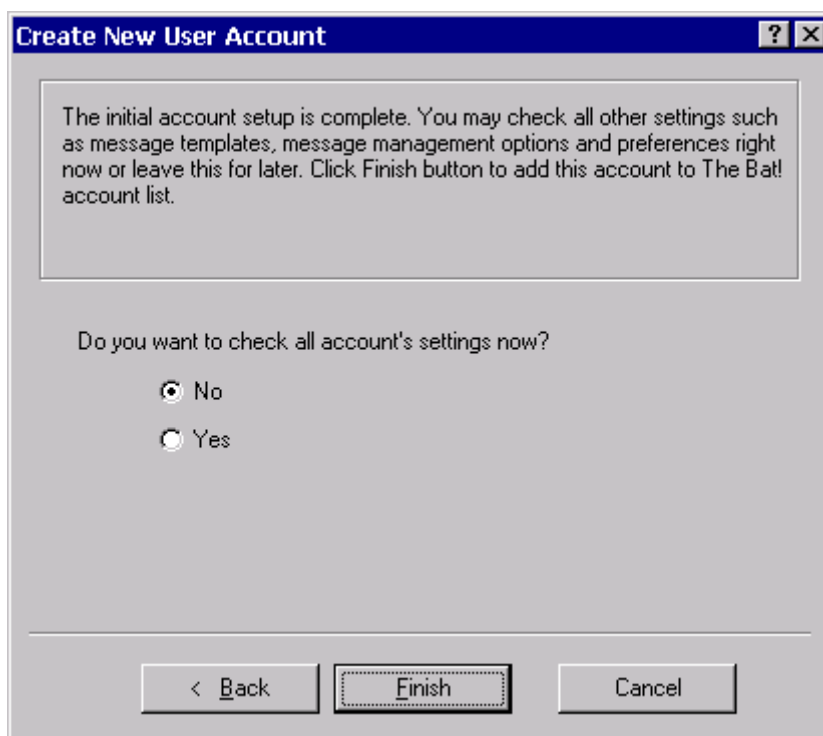 Create New User Account
The initial account setup is complete. You may check all other settings such
as message templates, message management options and preferences right
now or leave this for later. Click Finish button to add this account to The Bat!
account list.
Do you want to check all account's settings now?
No
Yes
< Back
Finish
Cancel